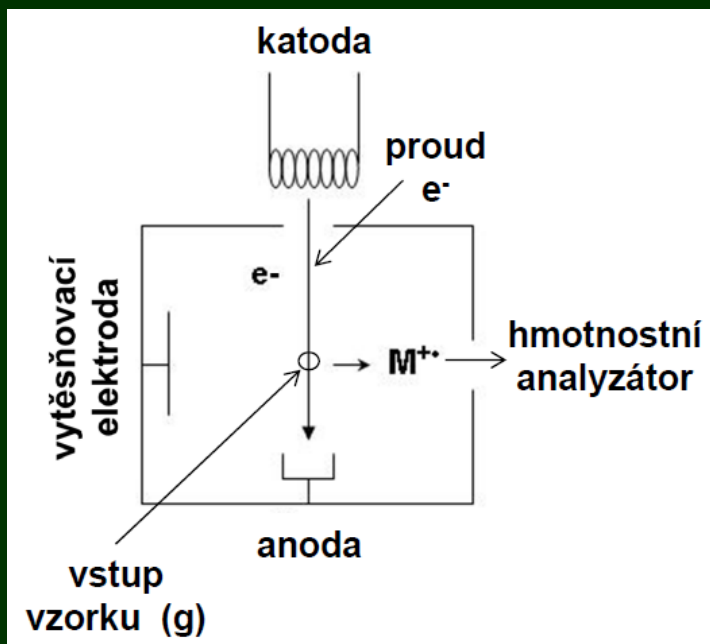 katoda
proud
e-
e-
vytěsňovací
elektroda
M+•
hmotnostní
analyzátor
anoda
vstup
vzorku (g)